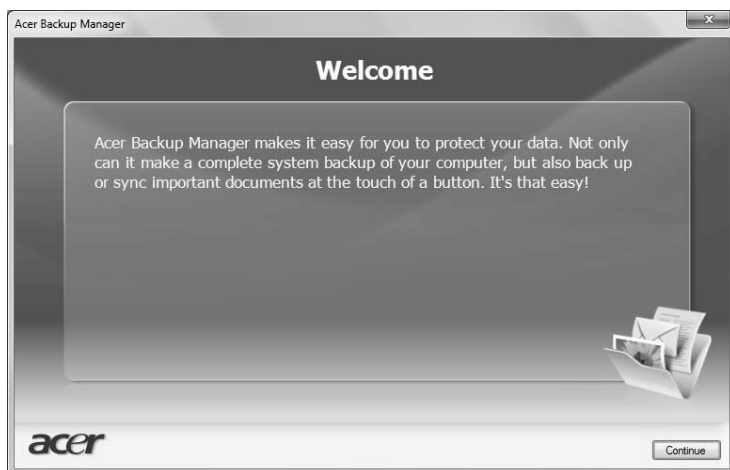 Acer Backup Manager
Welcome
Acer Backup Manager makes it easy for you to protect your data. Not only
can it make a complete system backup of your computer, but also back up
or sync important documents at the touch of a button. It's that easy!
acer
Continue